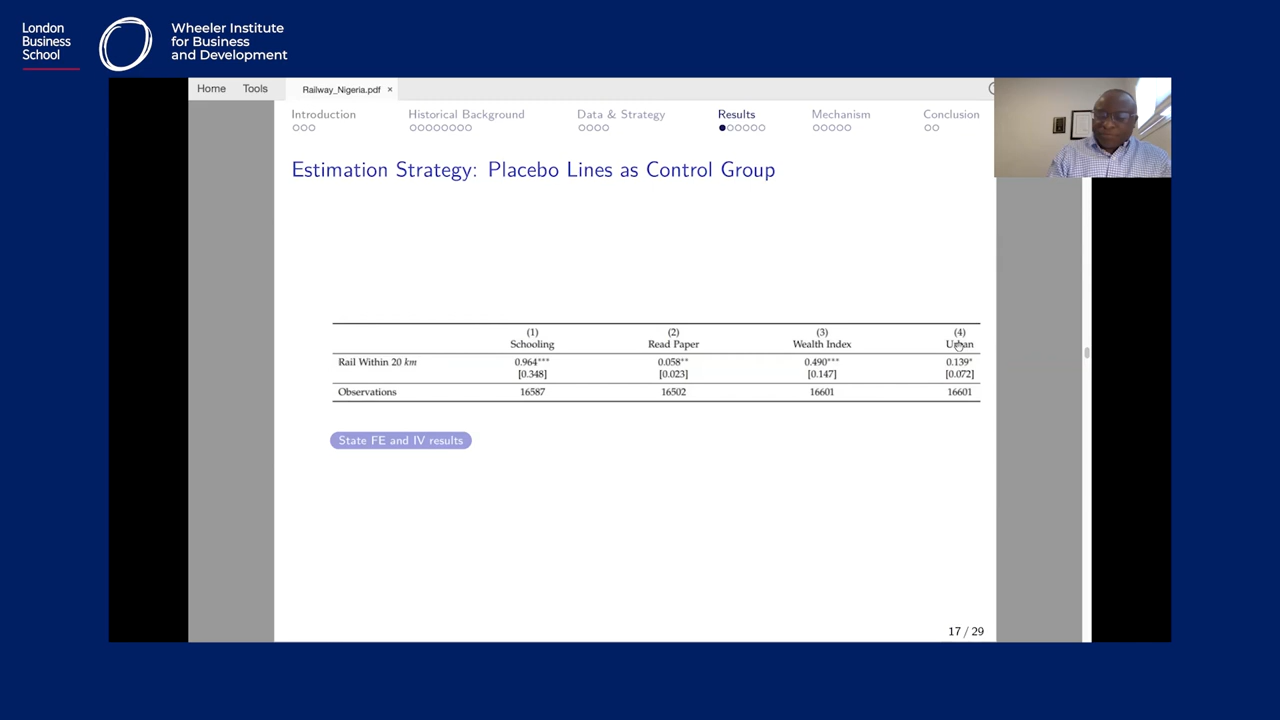 London
Business
School
Wheeler Institute
for Business
and Development
Home Tools Railway_Nigeria.pdf ×
Introduction Historical Background Data & Strategy Results Mechanism Conclusion
Estimation Strategy: Placebo Lines as Control Group
(1) (2) (3) (4)
Schooling Read Paper Wealth Index Urban
Rail Within 20 km 0.964*** 0.058** 0.490*** 0.139*
[0.348] [0.023] [0.147] [0.072]
Observations 16587 16502 16601 16601
State FE and IV results
17 / 29